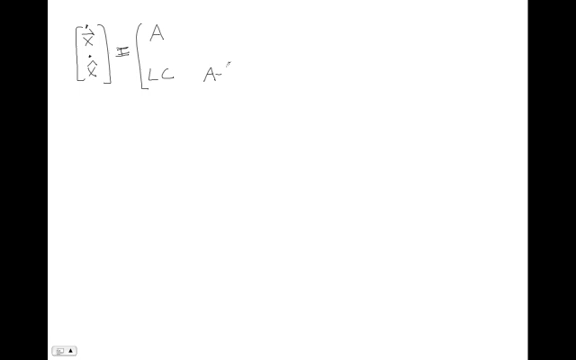 [ẋ⃗] = [A
[x̂̇] [LC A-